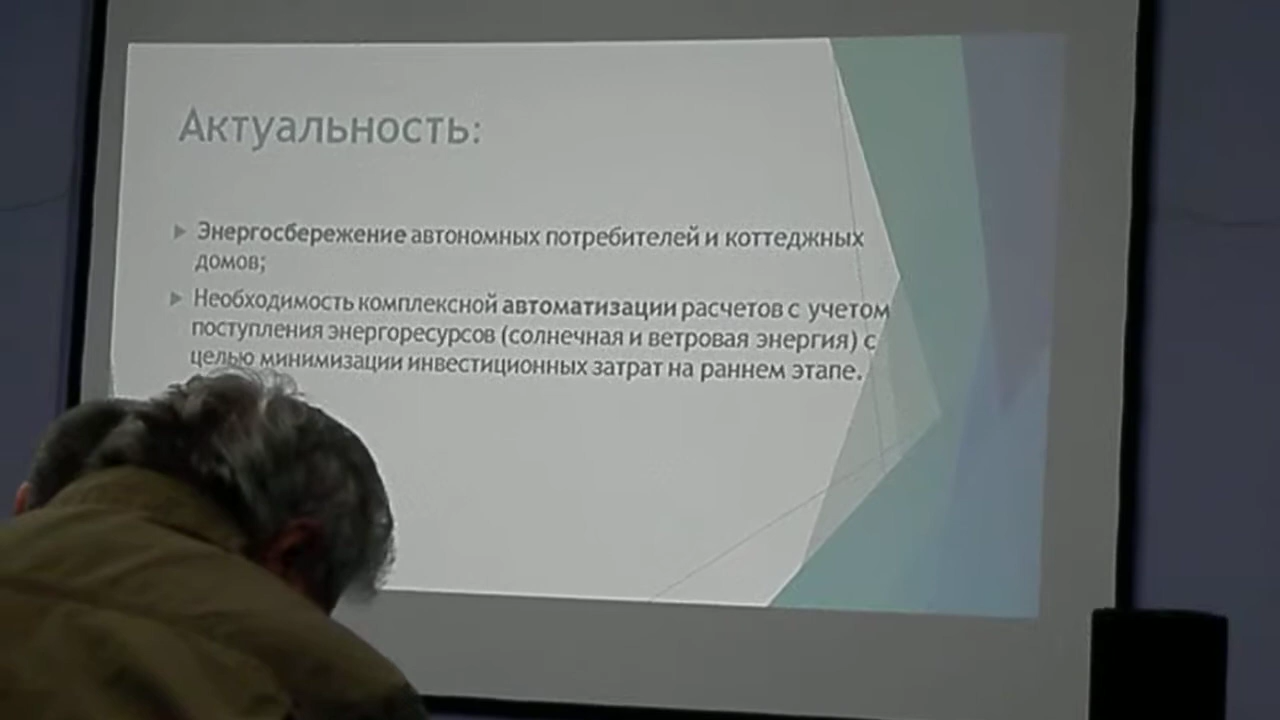 Актуальность:
Энергосбережение автономных потребителей и коттеджных
домов;
Необходимость комплексной автоматизации расчетов с учетом
поступления энергоресурсов (солнечная и ветровая энергия) с
целью минимизации инвестиционных затрат на раннем этапе.